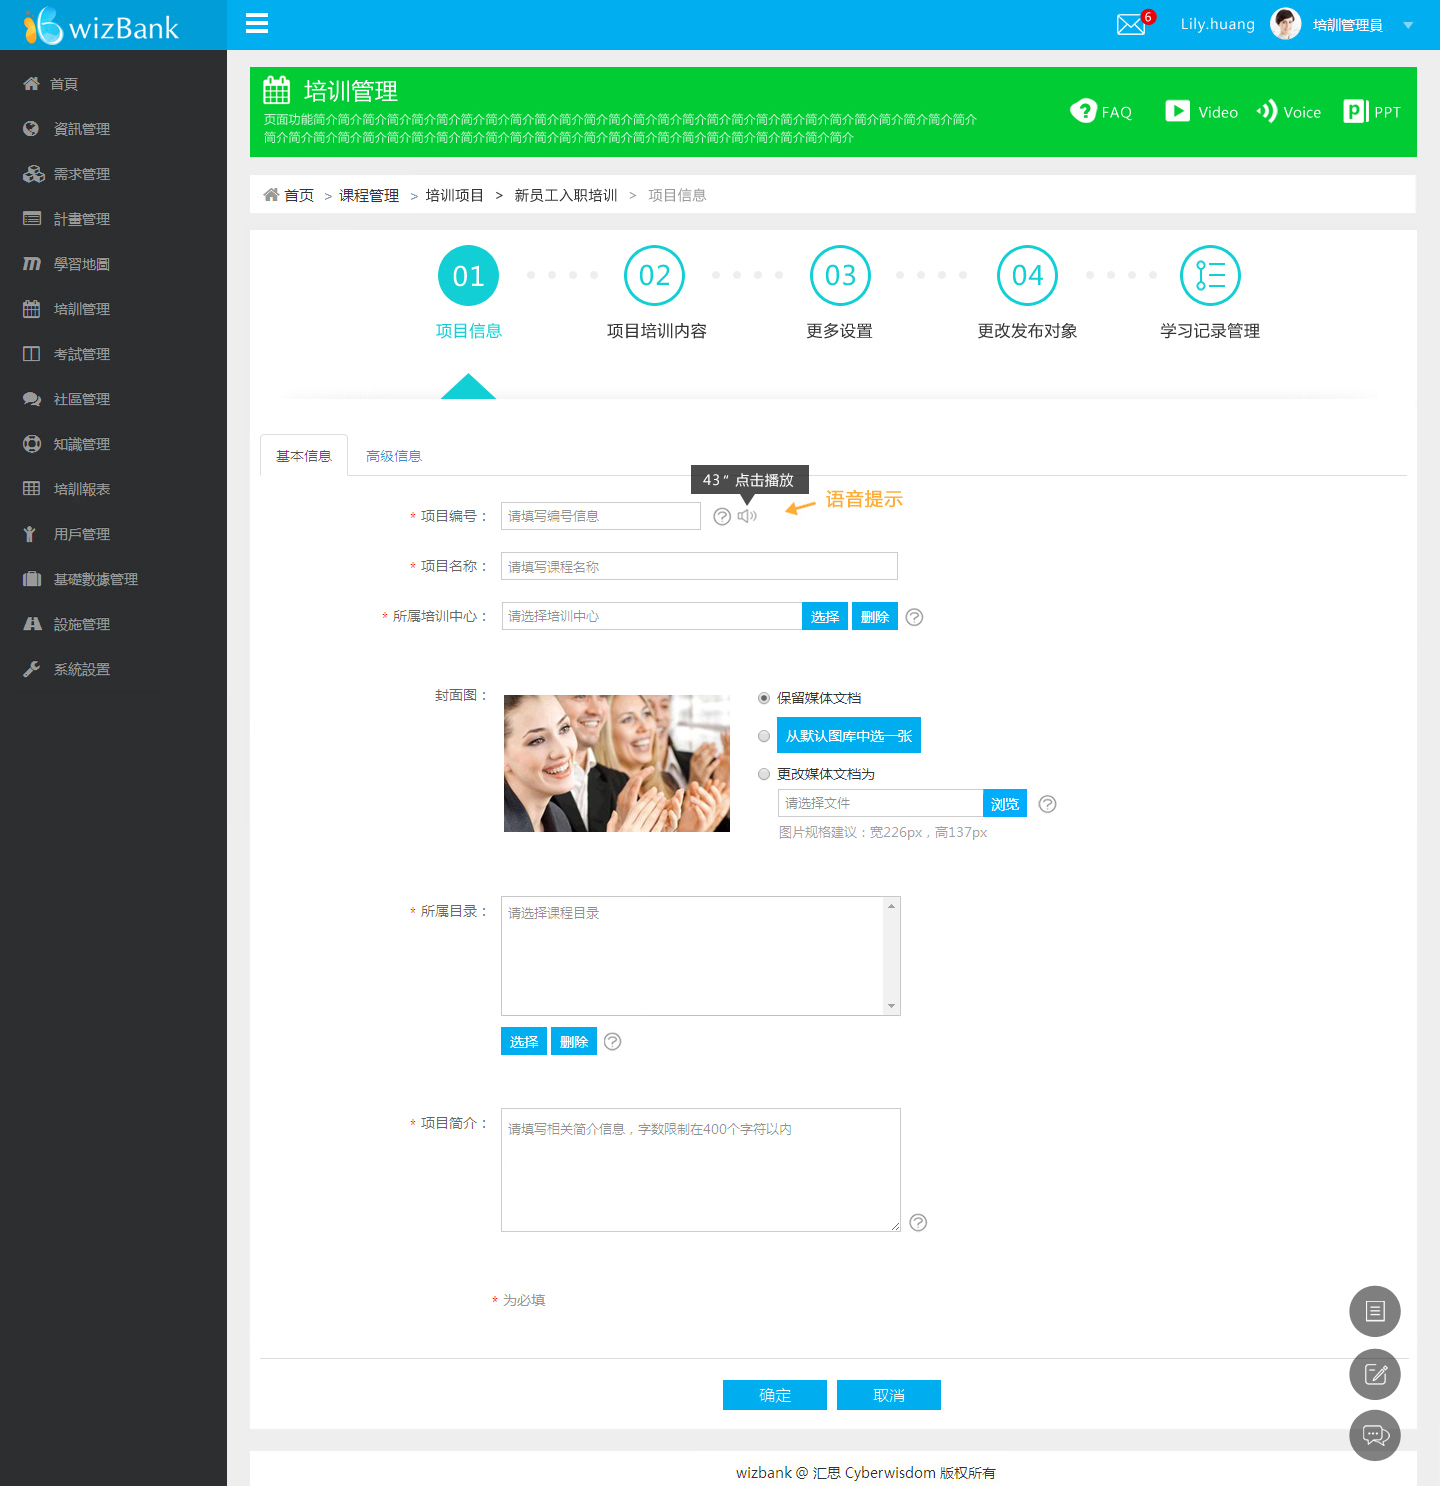 wizBank
6
Lily.huang
培訓管理員
首頁
資訊管理
需求管理
計畫管理
學習地圖
培訓管理
考試管理
社區管理
知識管理
培訓報表
用戶管理
基礎數據管理
設施管理
系統設置
培训管理
页面功能简介简介简介简介简介简介简介简介简介简介简介简介简介简介简介简介简介简介简介简介简介简介简介简介简介简介简介
简介简介简介简介简介简介简介简介简介简介简介简介简介简介简介简介简介简介简介简介简介简介简介简介
FAQ
Video
Voice
PPT
首页 > 课程管理 > 培训项目 > 新员工入职培训 > 项目信息
01 02 03 04
项目信息 项目培训内容 更多设置 更改发布对象 学习记录管理
基本信息 高级信息
43“ 点击播放
语音提示
* 项目编号： 请填写编号信息
* 项目名称： 请填写课程名称
* 所属培训中心： 请选择培训中心 选择 删除
封面图：
保留媒体文档
从默认图库中选一张
更改媒体文档为
请选择文件 浏览
图片规格建议：宽226px，高137px
* 所属目录： 请选择课程目录
选择 删除
* 项目简介： 请填写相关简介信息，字数限制在400个字符以内
* 为必填
确定 取消
wizbank @ 汇思 Cyberwisdom 版权所有